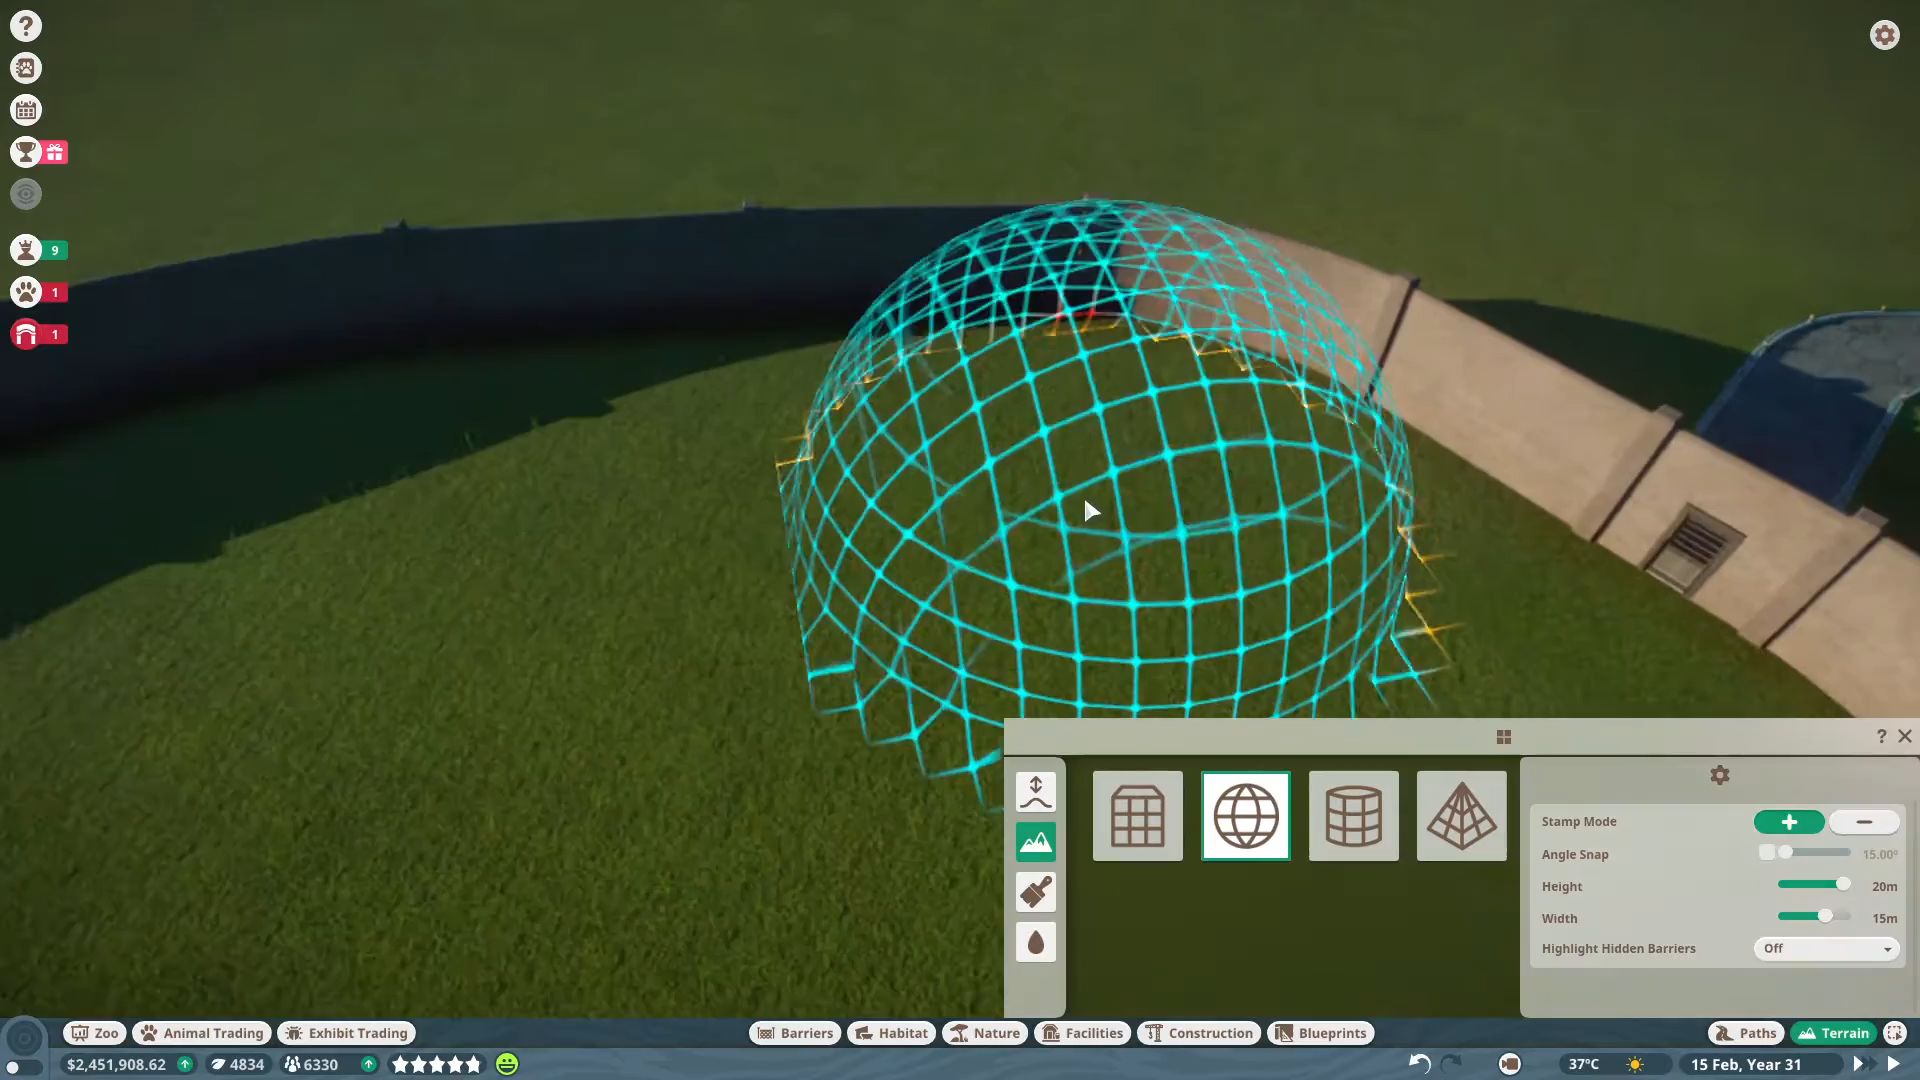 ?
9
1
1
?
Stamp Mode
Angle Snap
15.00°
Height
20m
Width
15m
Highlight Hidden Barriers
Off
Zoo
Animal Trading
Exhibit Trading
Barriers
Habitat
Nature
Facilities
Construction
Blueprints
Paths
Terrain
$2,451,908.62
4834
6330
37°C
15 Feb, Year 31